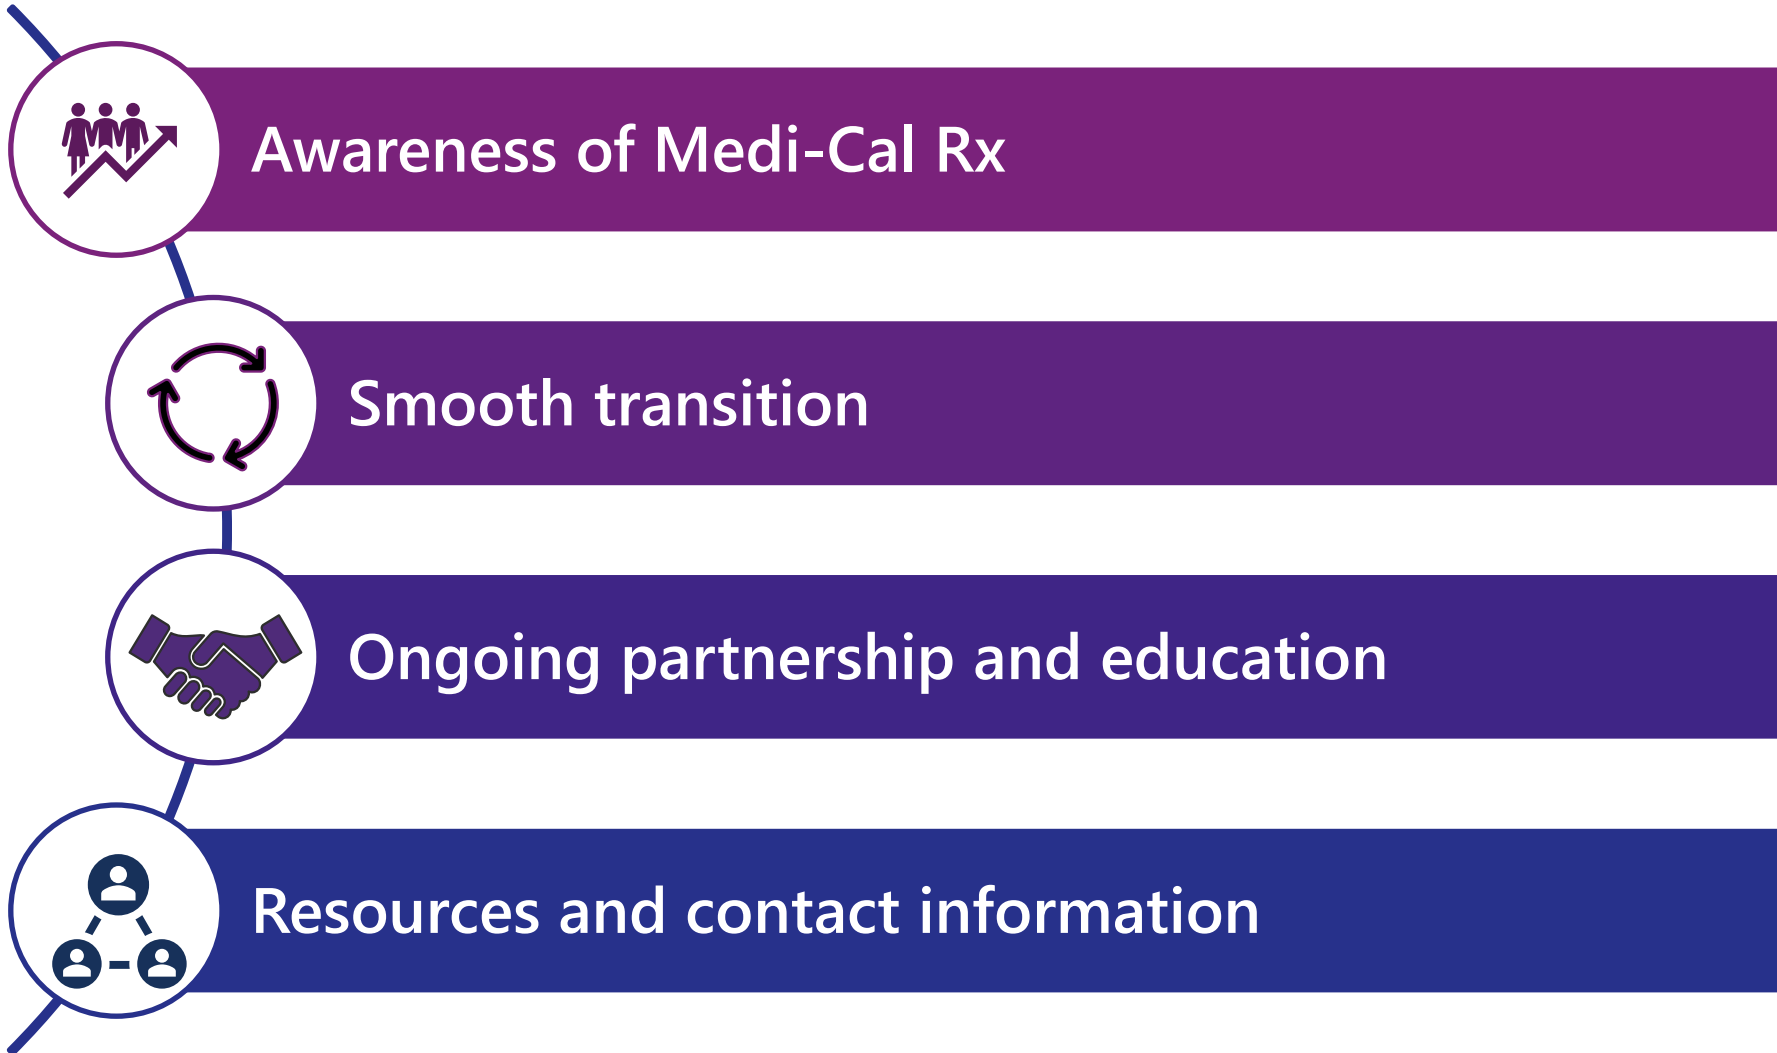 Awareness of Medi-Cal Rx
Smooth transition
Ongoing partnership and education
Resources and contact information